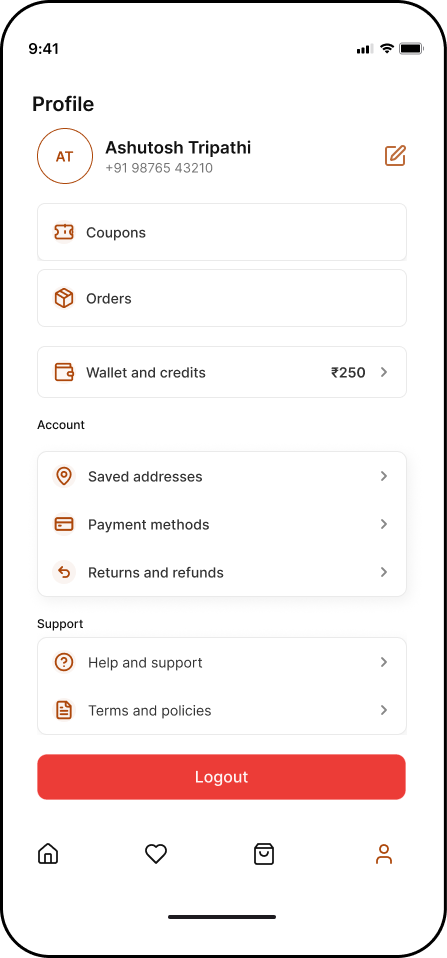 9:41
Profile
AT
Ashutosh Tripathi
+91 98765 43210
Coupons
Orders
Wallet and credits ₹250
Account
Saved addresses
Payment methods
Returns and refunds
Support
Help and support
Terms and policies
Logout